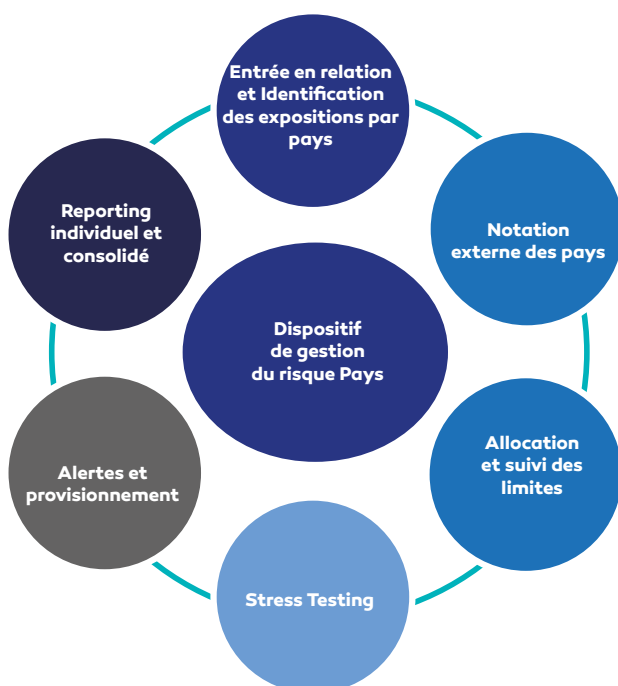 Entrée en relation
et Identification
des expositions par
pays
Notation
externe des pays
Allocation
et suivi des
limites
Stress Testing
Alertes et
provisionnement
Reporting
individuel et
consolidé
Dispositif
de gestion
du risque Pays